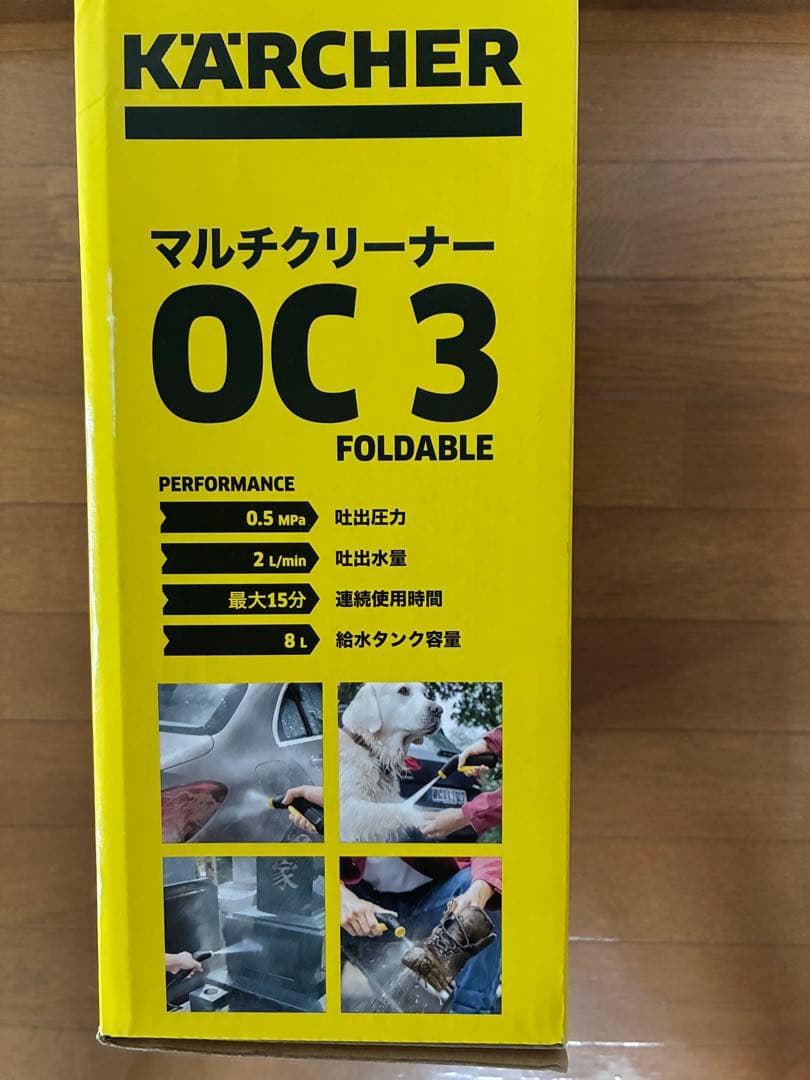 KÄRCHER
マルチクリーナー
OC 3
FOLDABLE
PERFORMANCE
0.5 MPa 吐出圧力
2 L/min 吐出水量
最大15分 連続使用時間
8 L 給水タンク容量
家